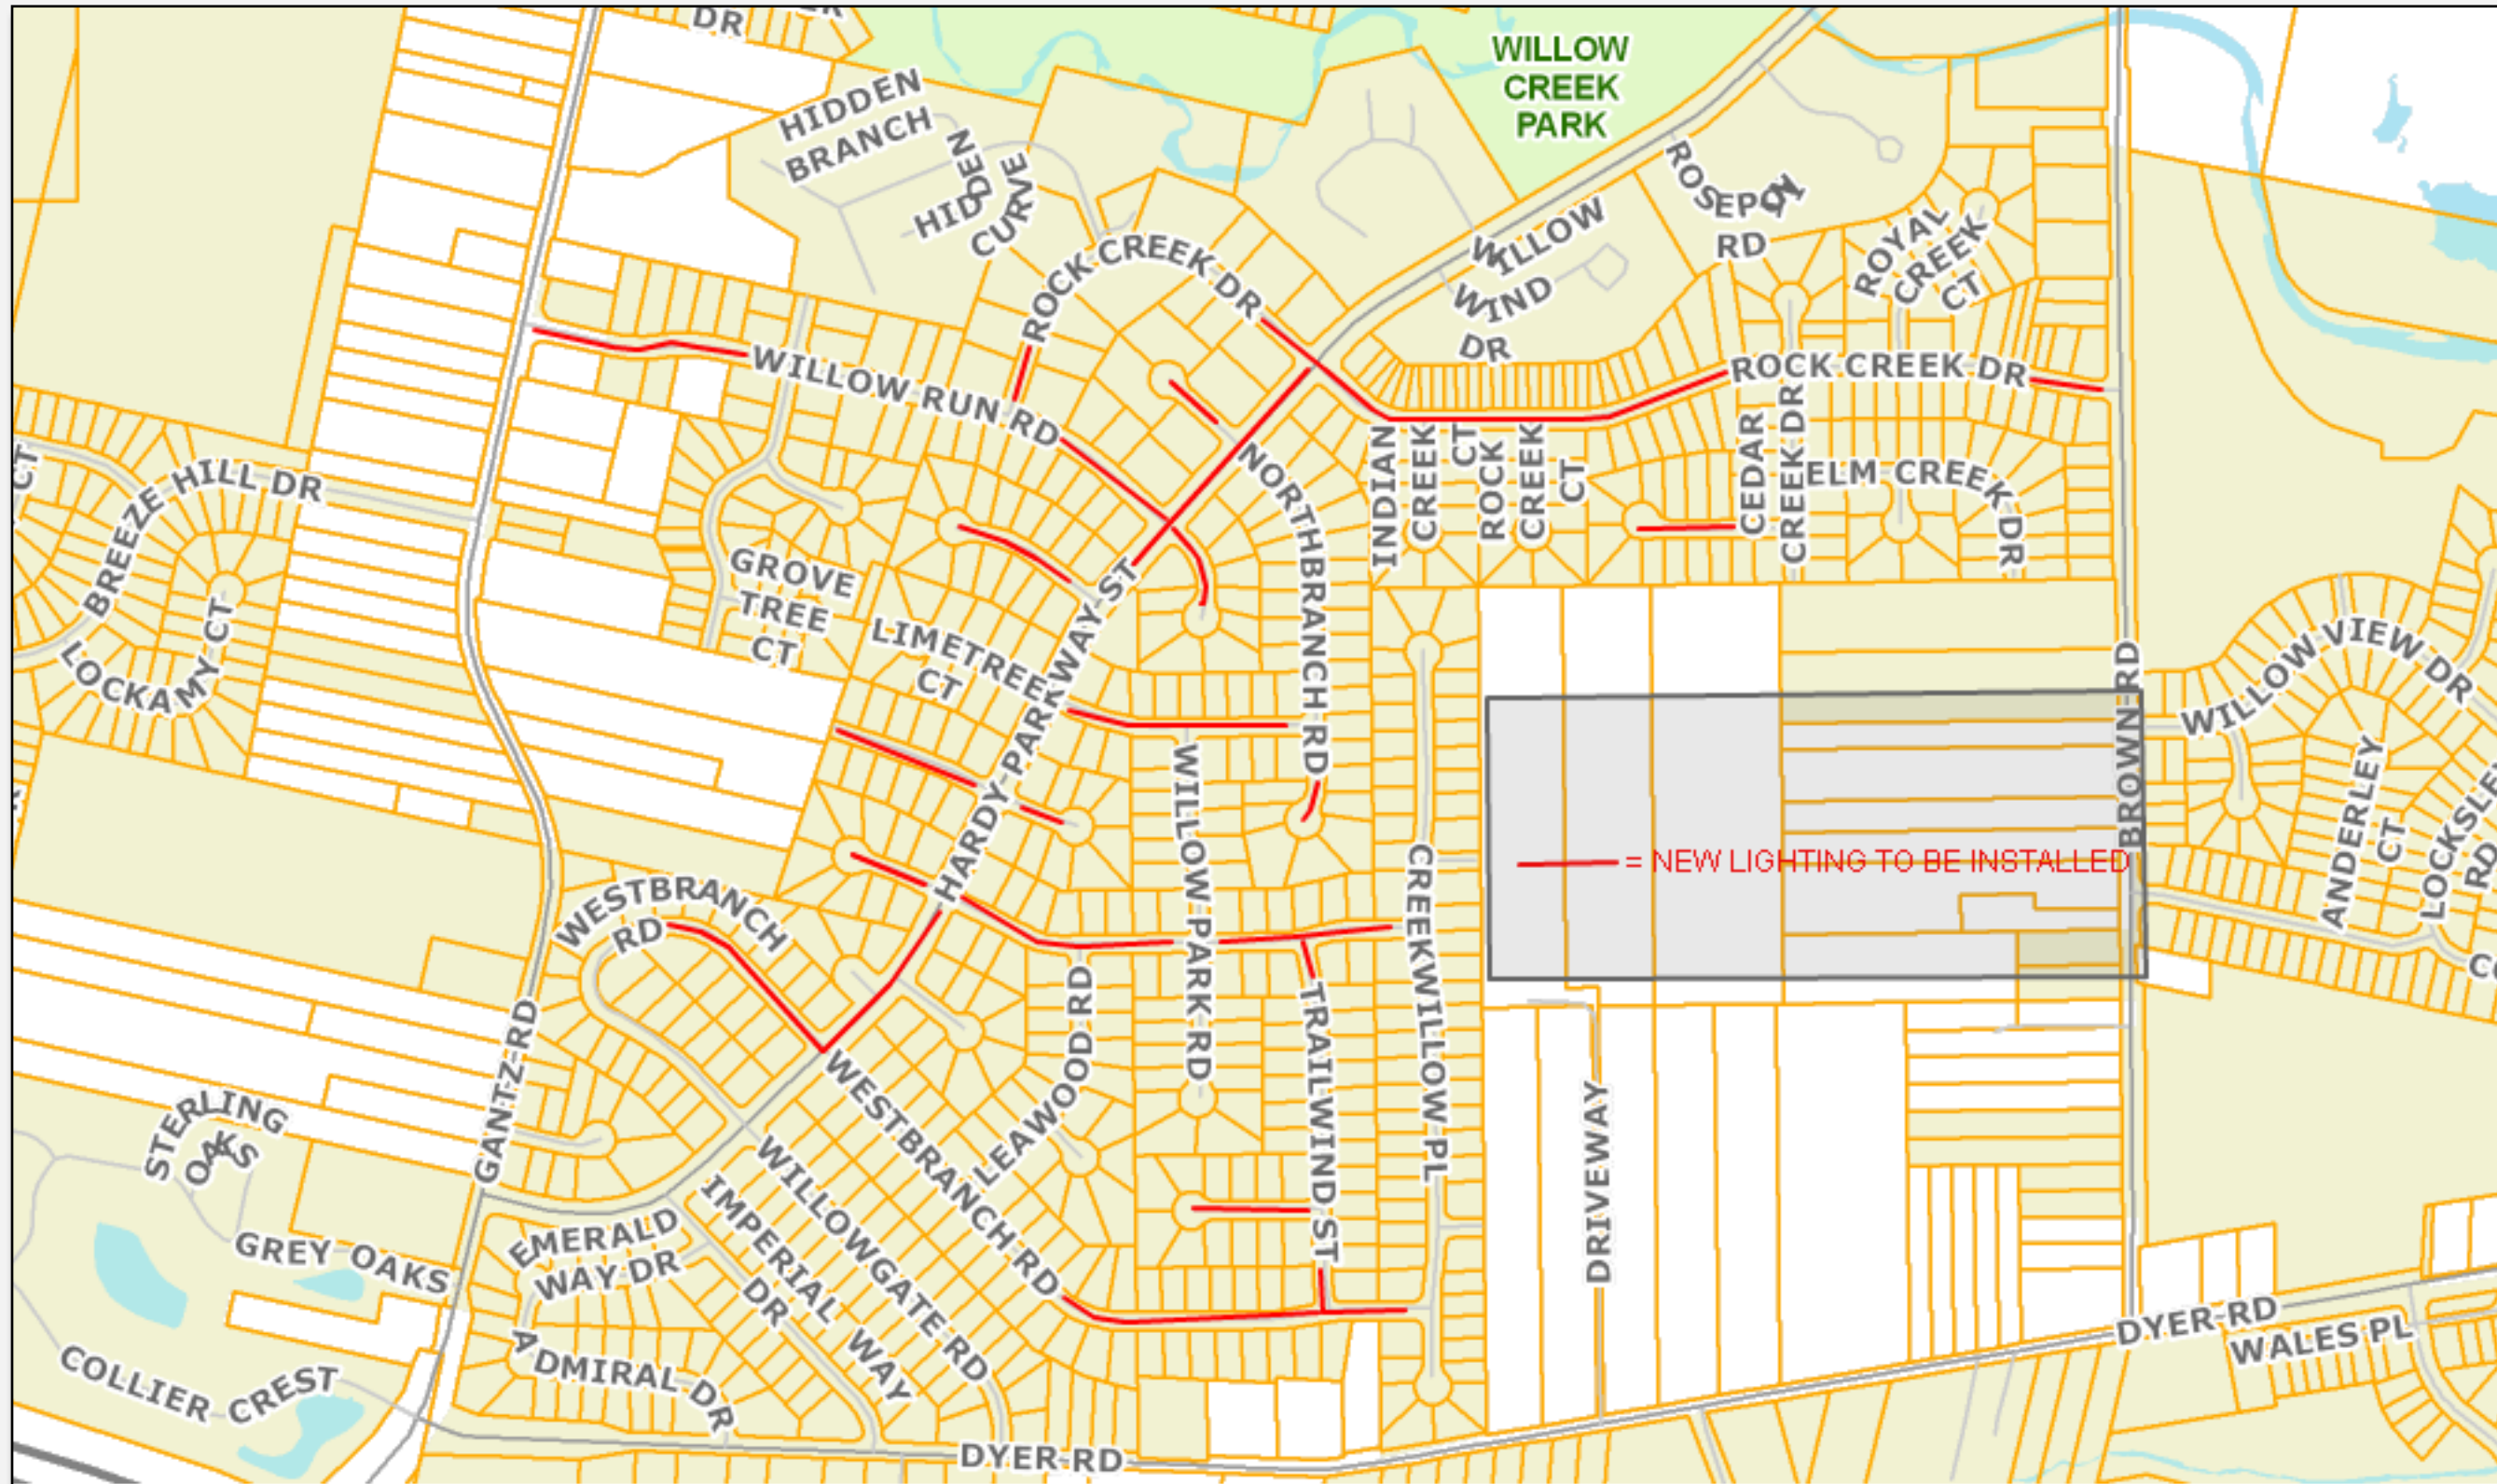 DR
HIDDEN
BRANCH
HIDDEN
CURVE
WILLOW
CREEK
PARK
ROSE POINT
RD
ROYAL
CREEK
CT
WILLOW
WIND
DR
ROCK CREEK DR
WILLOW RUN RD
ROCK CREEK DR
NORTHBRANCH RD
INDIAN
CREEK
CT
ROCK
CREEK
CT
CEDAR
CREEK DR
ELM CREEK DR
CT
BREEZE HILL DR
LOCKAMY CT
GROVE
TREE
CT
LIMETREE
CT
HARDY PARKWAY ST
WILLOW PARK RD
CREEKWILLOW PL
BROWN RD
WILLOW VIEW DR
ANDERLEY
CT
LOCKSLEY
RD
= NEW LIGHTING TO BE INSTALLED
WESTBRANCH
RD
GANTZ RD
LEAWOOD RD
TRAILWIND ST
WESTBRANCH RD
WILLOWGATE RD
IMPERIAL WAY
DR
DRIVEWAY
STERLING
OAKS
GREY OAKS
EMERALD
WAY DR
ADMIRAL DR
COLLIER CREST
DYER RD
DYER RD
WALES PL